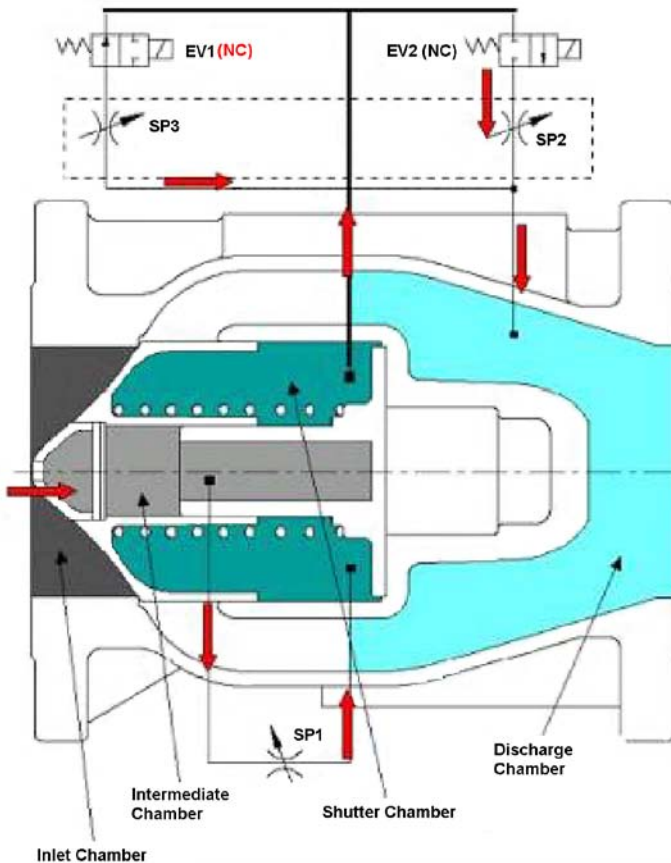 EV1 (NC)
EV2 (NC)
SP3
SP2
SP1
Discharge
Chamber
Intermediate
Chamber
Shutter Chamber
Inlet Chamber